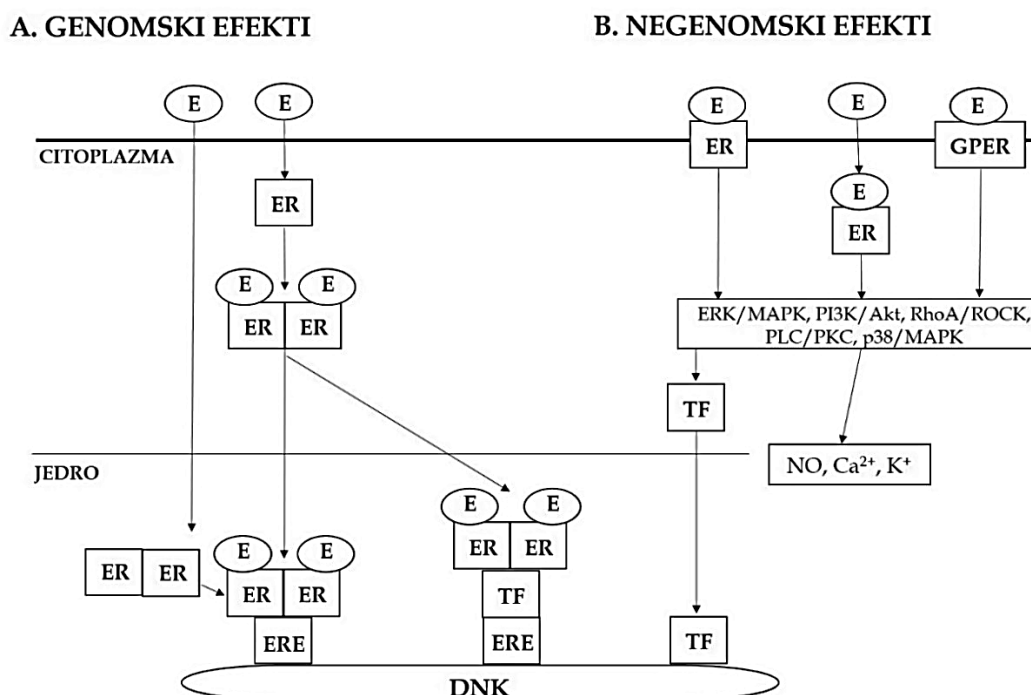 A. GENOMSKI EFEKTI
B. NEGENOMSKI EFEKTI
E
E
E
E
E
CITOPLAZMA
ER
GPER
ER
E
ER
E
E
ER
ER
ERK/MAPK, PI3K/Akt, RhoA/ROCK,
PLC/PKC, p38/MAPK
TF
JEDRO
NO, Ca²⁺, K⁺
E
E
ER
ER
E
E
ER
ER
ER
ER
TF
ERE
ERE
TF
DNK